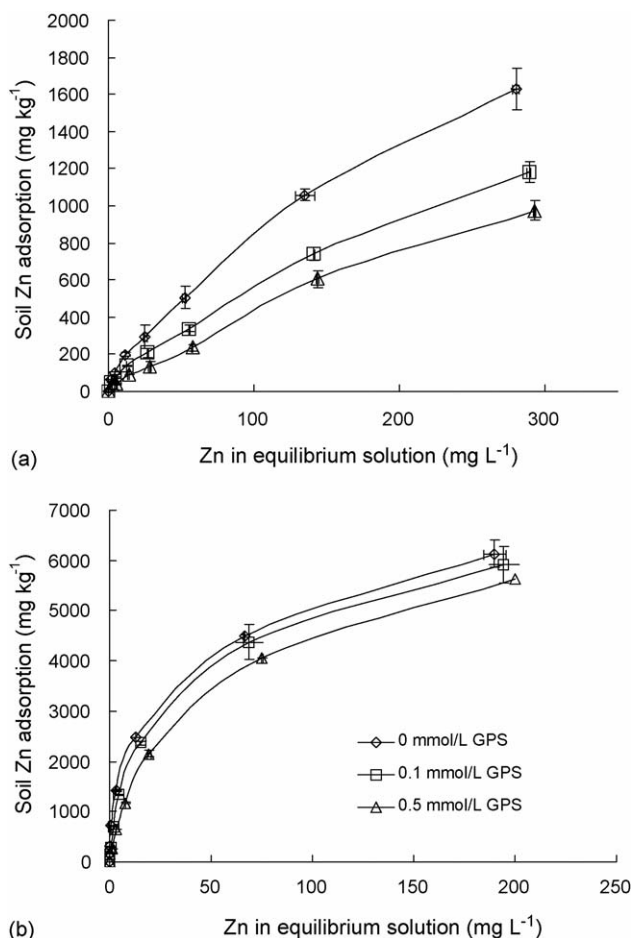 2000
1800
1600
1400
1200
1000
800
600
400
200
0
Soil Zn adsorption (mg kg⁻¹)
0 100 200 300
(a) Zn in equilibrium solution (mg L⁻¹)
7000
6000
5000
4000
3000
2000
1000
0
Soil Zn adsorption (mg kg⁻¹)
0 mmol/L GPS
0.1 mmol/L GPS
0.5 mmol/L GPS
0 50 100 150 200 250
(b) Zn in equilibrium solution (mg L⁻¹)